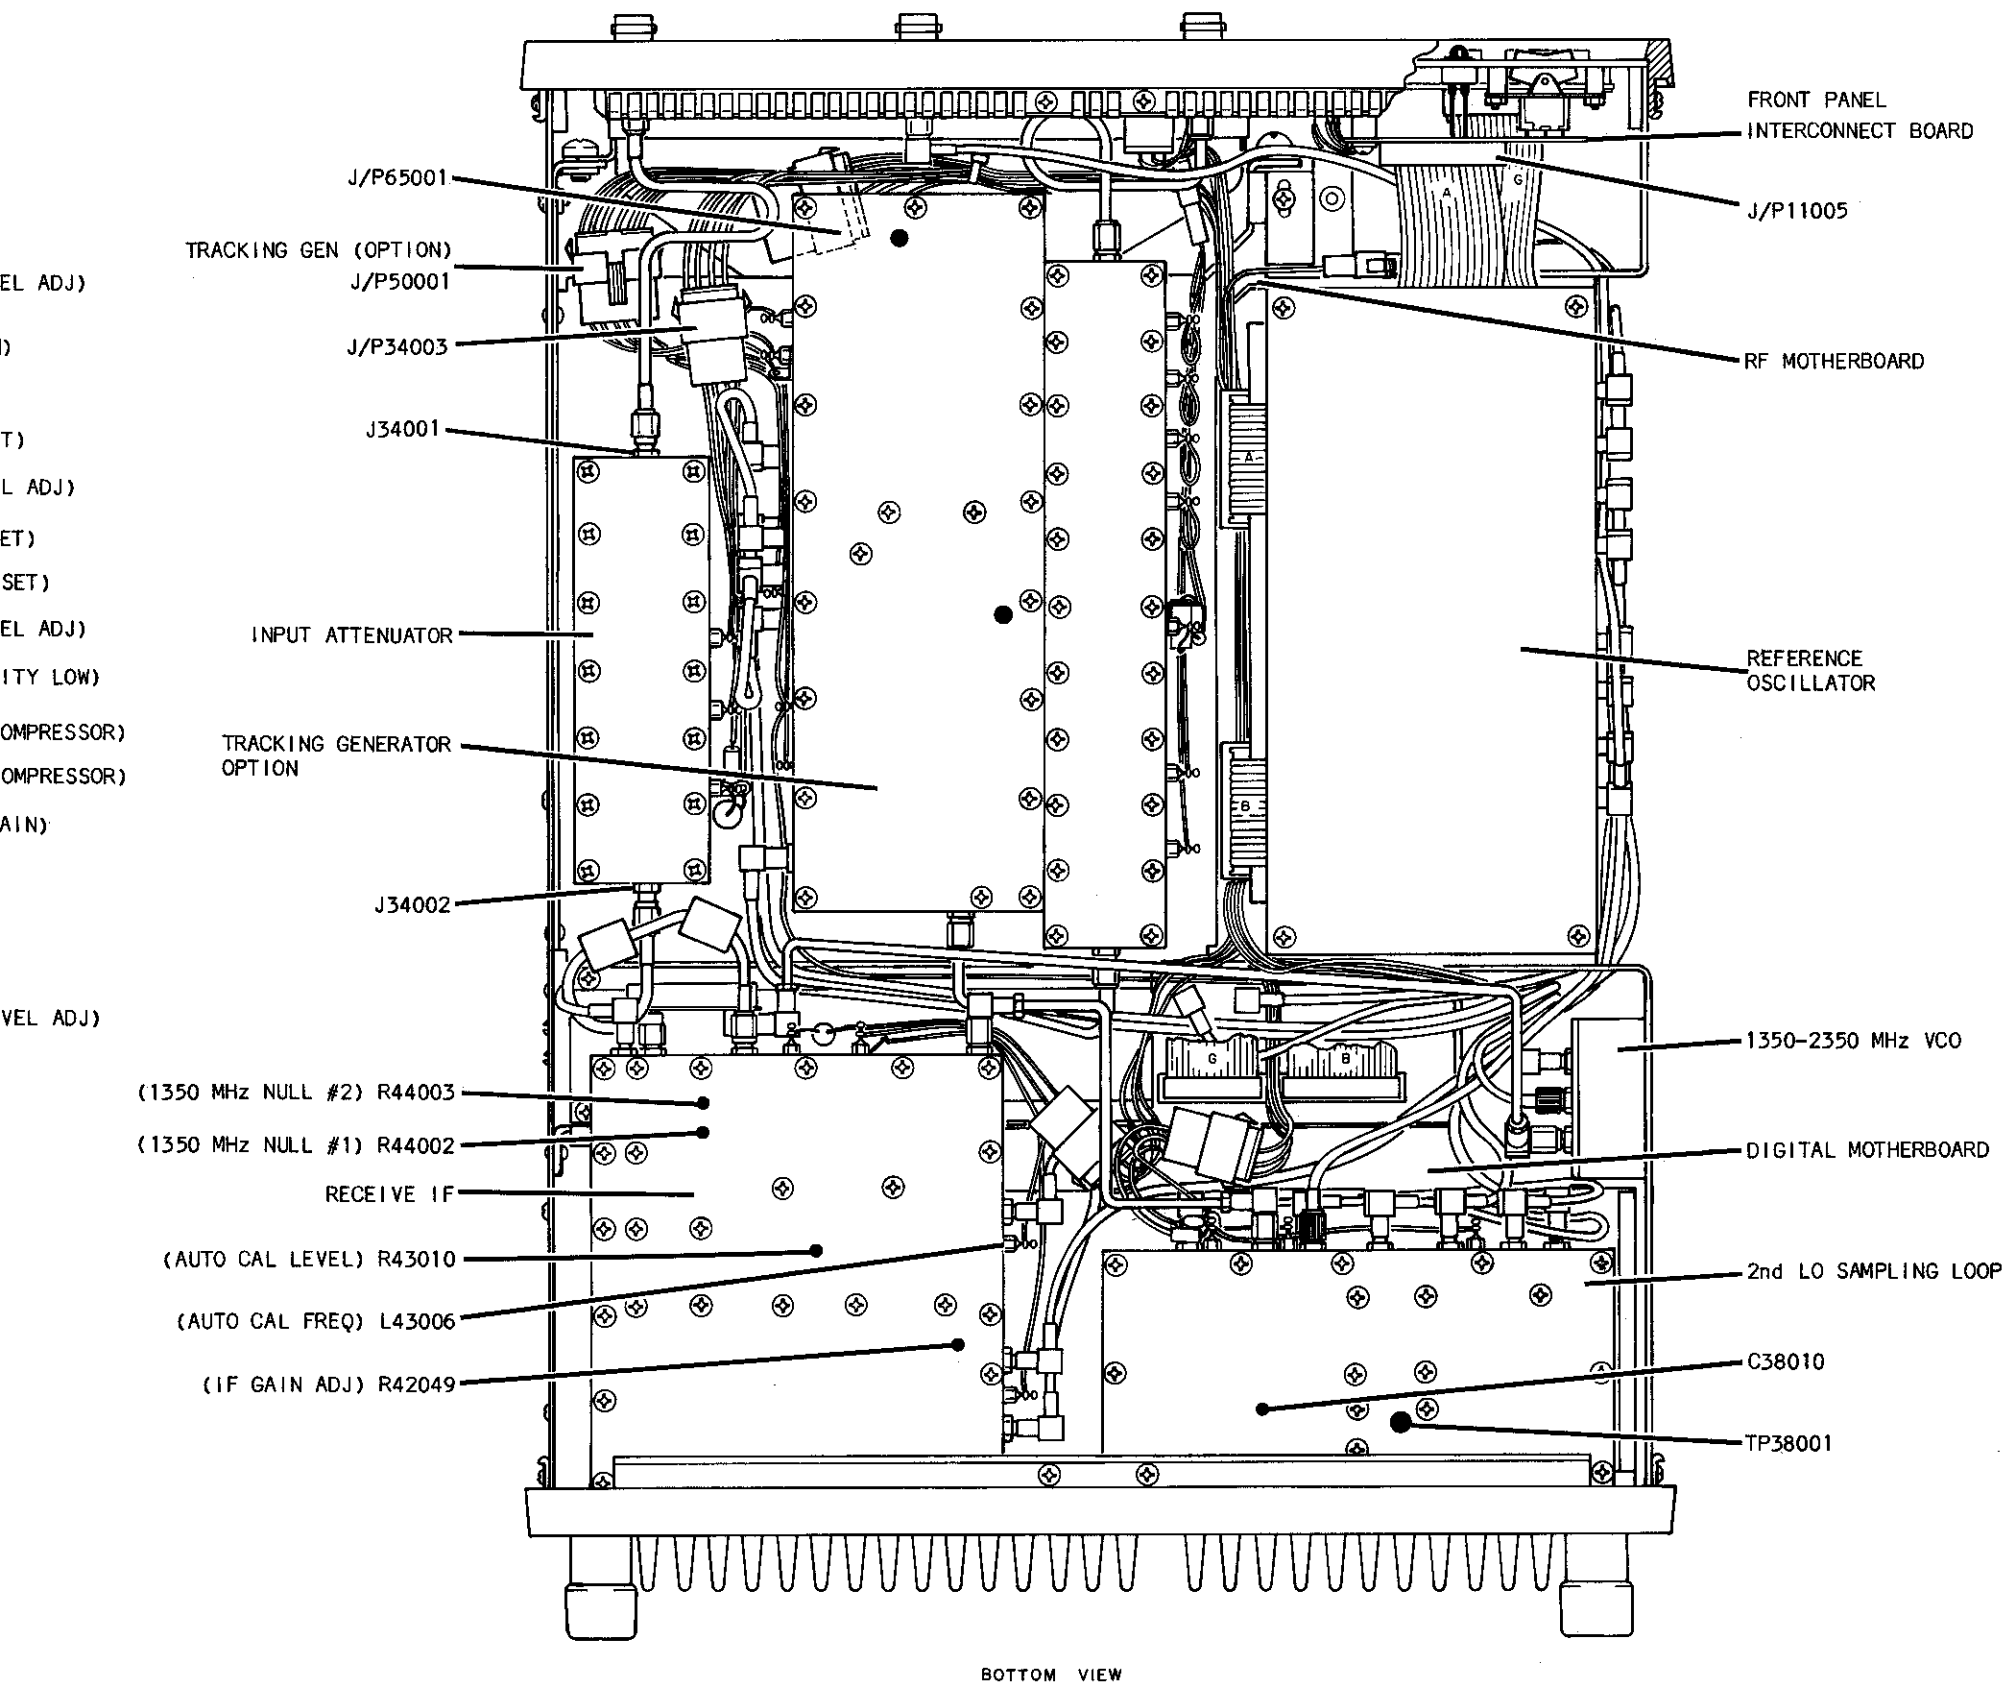 EL ADJ)
)
T)
L ADJ)
ET)
SET)
EL ADJ)
ITY LOW)
OMPRESSOR)
OMPRESSOR)
AIN)
VEL ADJ)
J/P65001
TRACKING GEN (OPTION)
J/P50001
J/P34003
J34001
INPUT ATTENUATOR
TRACKING GENERATOR
OPTION
J34002
(1350 MHz NULL #2) R44003
(1350 MHz NULL #1) R44002
RECEIVE IF
(AUTO CAL LEVEL) R43010
(AUTO CAL FREQ) L43006
(IF GAIN ADJ) R42049
A
G
A
B
G
B
FRONT PANEL
INTERCONNECT BOARD
J/P11005
RF MOTHERBOARD
REFERENCE
OSCILLATOR
1350-2350 MHz VCO
DIGITAL MOTHERBOARD
2nd LO SAMPLING LOOP
C38010
TP38001
BOTTOM VIEW